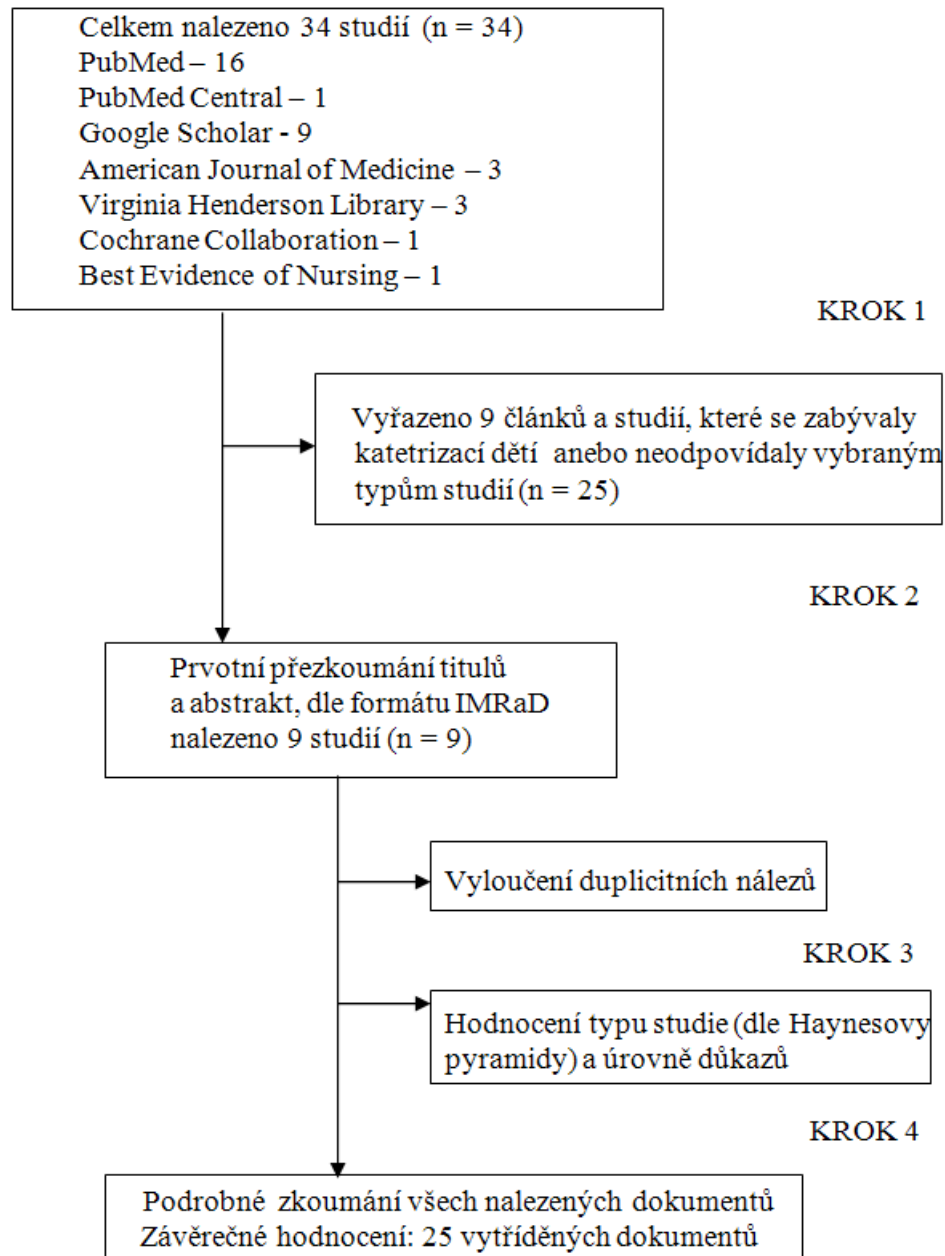 Celkem nalezeno 34 studií (n = 34)
PubMed – 16
PubMed Central – 1
Google Scholar - 9
American Journal of Medicine – 3
Virginia Henderson Library – 3
Cochrane Collaboration – 1
Best Evidence of Nursing – 1
KROK 1
Vyřazeno 9 článků a studií, které se zabývaly
katetrizací dětí anebo neodpovídaly vybraným
typům studií (n = 25)
KROK 2
Prvotní přezkoumání titulů
a abstrakt, dle formátu IMRaD
nalezeno 9 studií (n = 9)
Vyloučení duplicitních nálezů
KROK 3
Hodnocení typu studie (dle Haynesovy
pyramidy) a úrovně důkazů
KROK 4
Podrobné zkoumání všech nalezených dokumentů
Závěrečné hodnocení: 25 vytříděných dokumentů